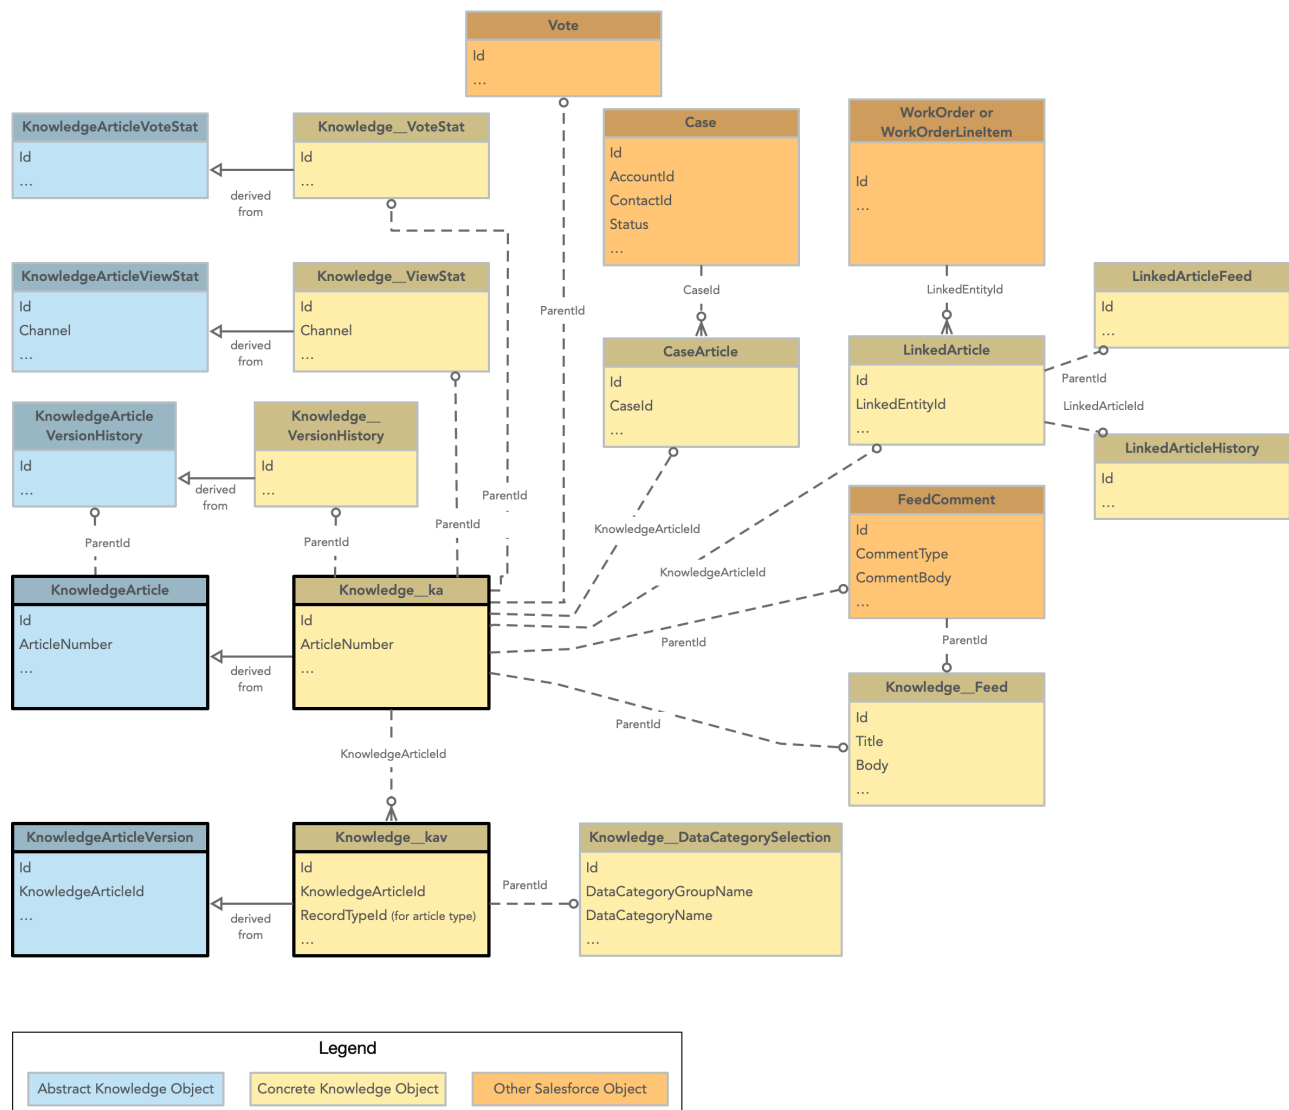 Vote
Id
...
KnowledgeArticleVoteStat
Id
...
derived
from
Knowledge__VoteStat
Id
...
Case
Id
AccountId
ContactId
Status
...
WorkOrder or
WorkOrderLineItem
Id
...
KnowledgeArticleViewStat
Id
Channel
...
derived
from
Knowledge__ViewStat
Id
Channel
...
ParentId
CaseId
LinkedEntityId
LinkedArticleFeed
Id
...
CaseArticle
Id
CaseId
...
LinkedArticle
Id
LinkedEntityId
...
ParentId
LinkedArticleId
LinkedArticleHistory
Id
...
KnowledgeArticle
VersionHistory
Id
...
derived
from
Knowledge__
VersionHistory
Id
...
ParentId
ParentId
ParentId
ParentId
KnowledgeArticleId
KnowledgeArticleId
FeedComment
Id
CommentType
CommentBody
...
KnowledgeArticle
Id
ArticleNumber
...
derived
from
Knowledge__ka
Id
ArticleNumber
...
ParentId
ParentId
ParentId
Knowledge__Feed
Id
Title
Body
...
KnowledgeArticleId
KnowledgeArticleVersion
Id
KnowledgeArticleId
...
derived
from
Knowledge__kav
Id
KnowledgeArticleId
RecordTypeId (for article type)
...
ParentId
Knowledge__DataCategorySelection
Id
DataCategoryGroupName
DataCategoryName
...
Legend
Abstract Knowledge Object
Concrete Knowledge Object
Other Salesforce Object